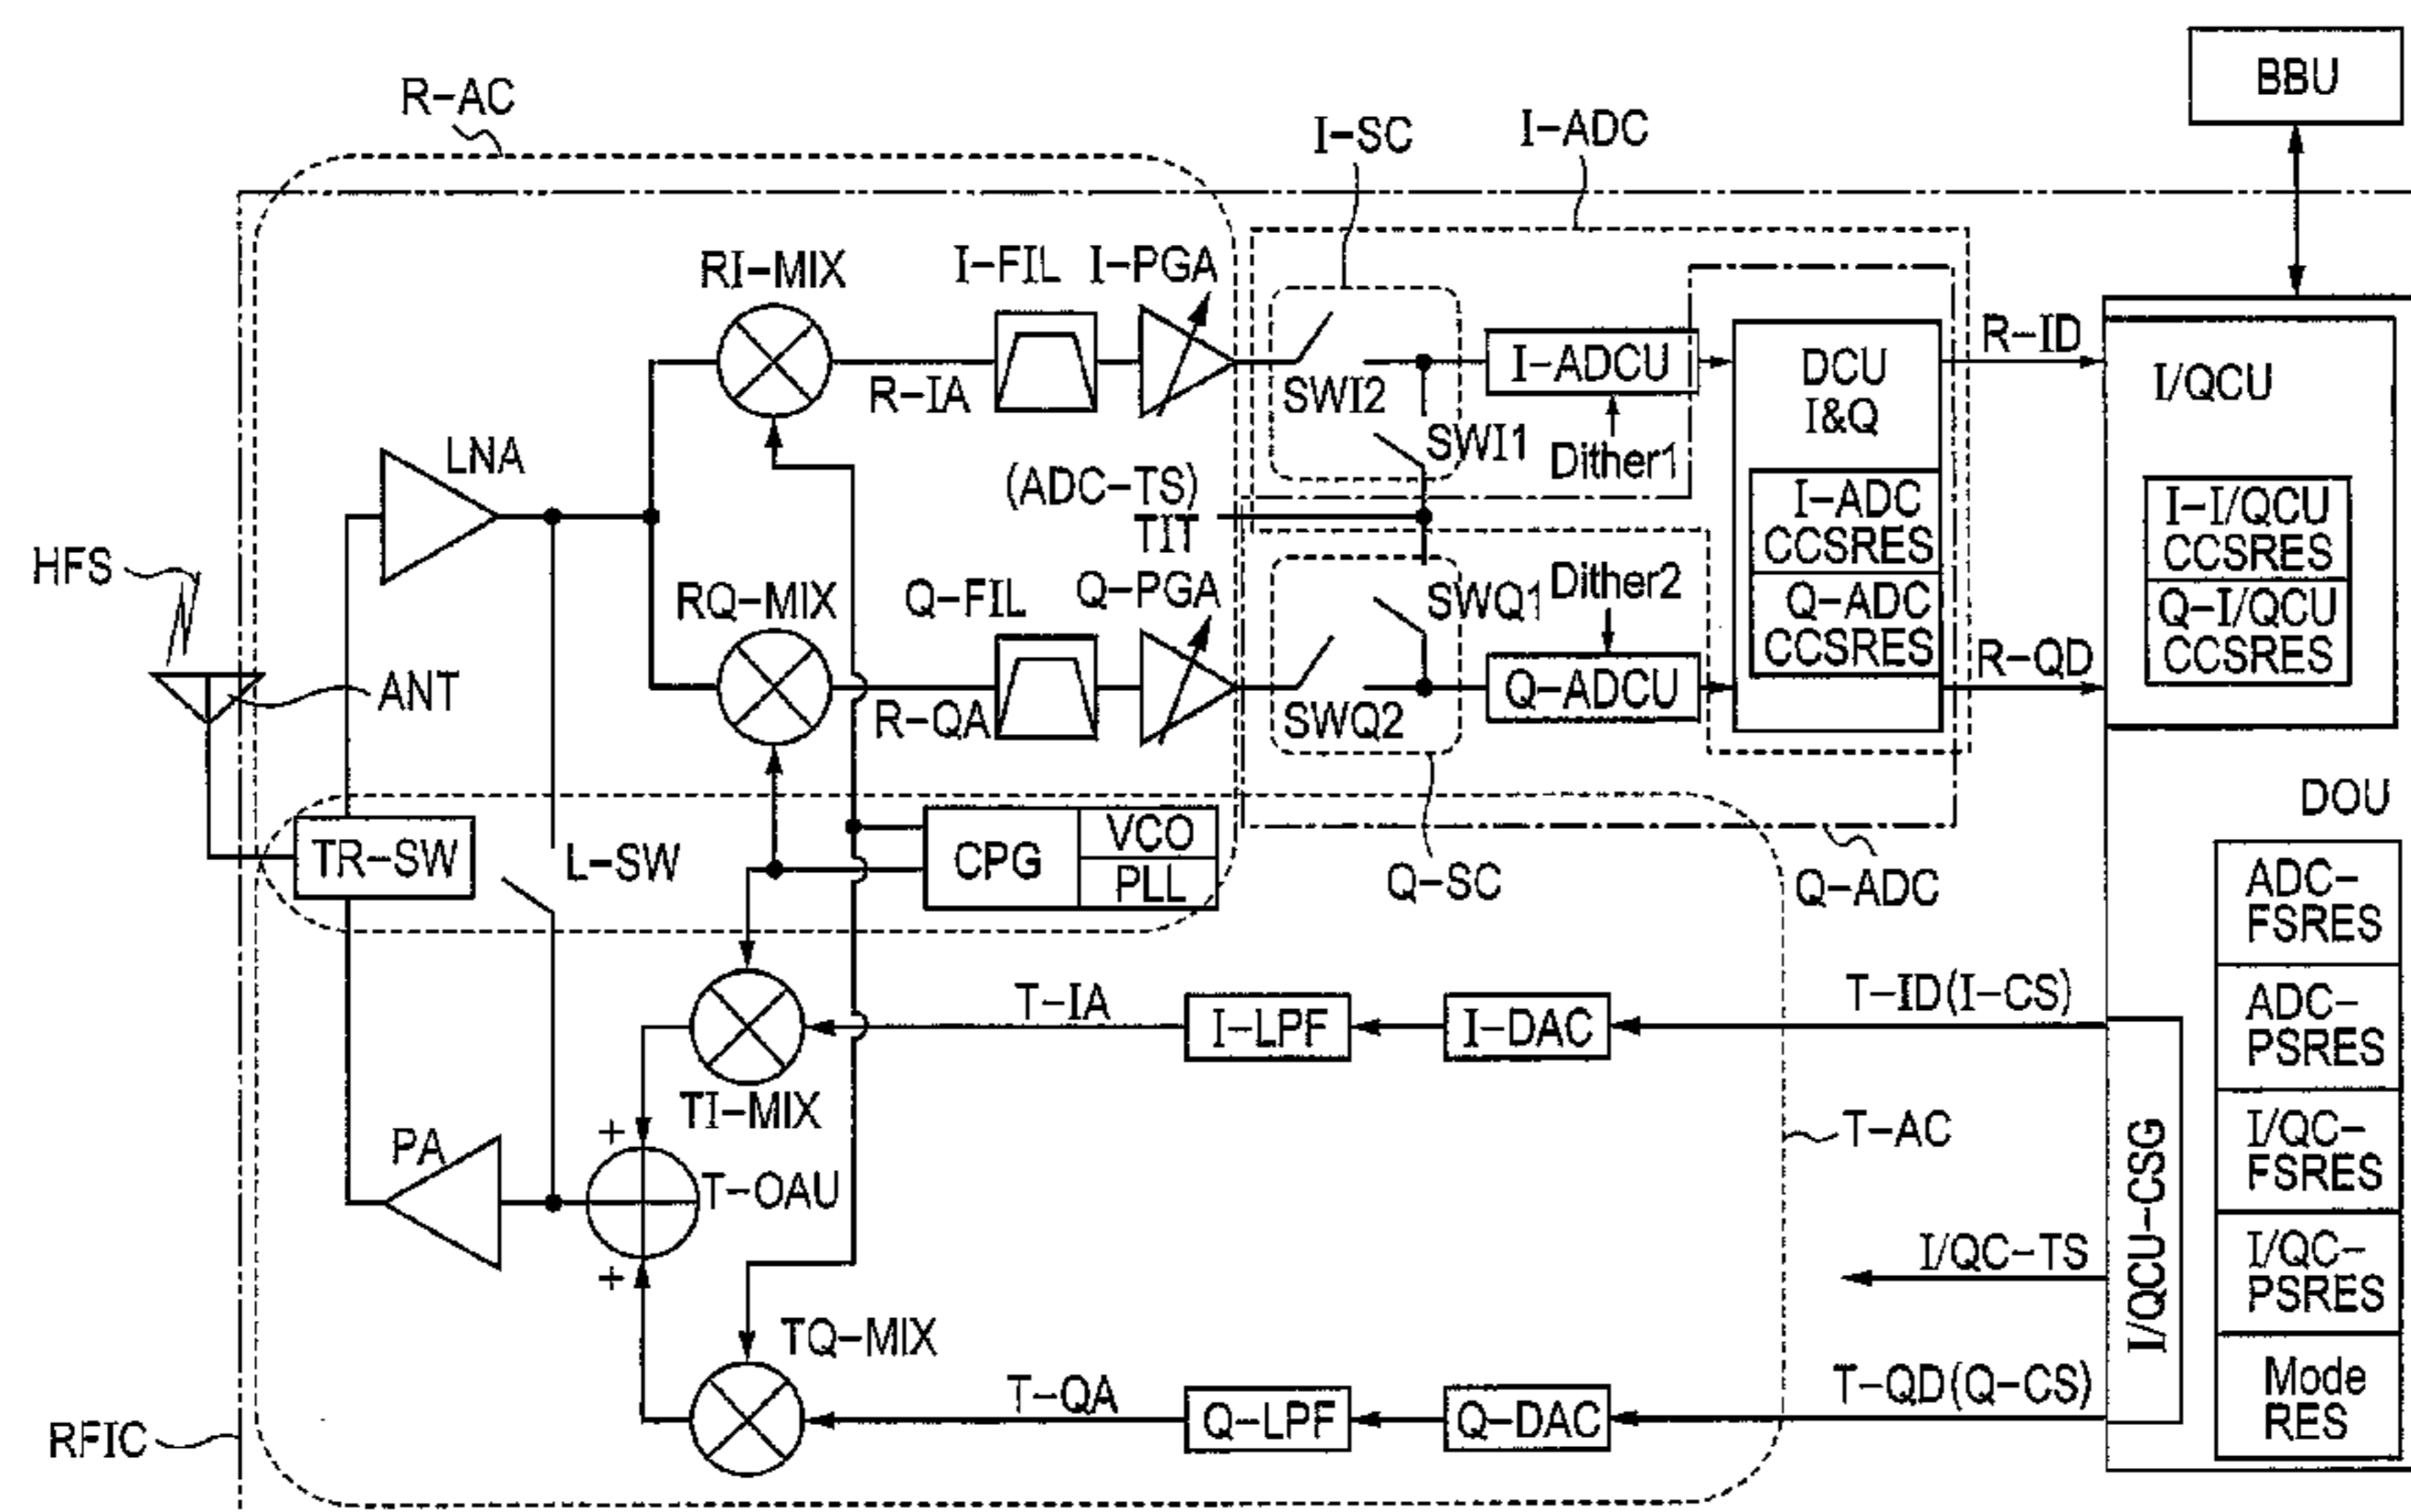 BBU
R-AC
I-SC
I-ADC
RI-MIX
I-FIL
I-PGA
R-IA
SWI2
SWI1
I-ADCU
Dither1
DCU
I&Q
I-ADC
CCSRES
Q-ADC
CCSRES
R-ID
I/QCU
I-I/QCU
CCSRES
Q-I/QCU
CCSRES
LNA
(ADC-TS)
TIT
HFS
ANT
RQ-MIX
Q-FIL
Q-PGA
R-QA
SWQ1
SWQ2
Dither2
Q-ADCU
R-QD
DOU
TR-SW
L-SW
CPG
VCO
PLL
Q-SC
Q-ADC
ADC-
FSRES
ADC-
PSRES
I/QC-
FSRES
I/QC-
PSRES
Mode
RES
T-IA
I-LPF
I-DAC
T-ID(I-CS)
TI-MIX
PA
+
T-OAU
+
T-AC
I/QCU-CSG
I/QC-TS
TQ-MIX
T-QA
Q-LPF
Q-DAC
T-QD(Q-CS)
RFIC